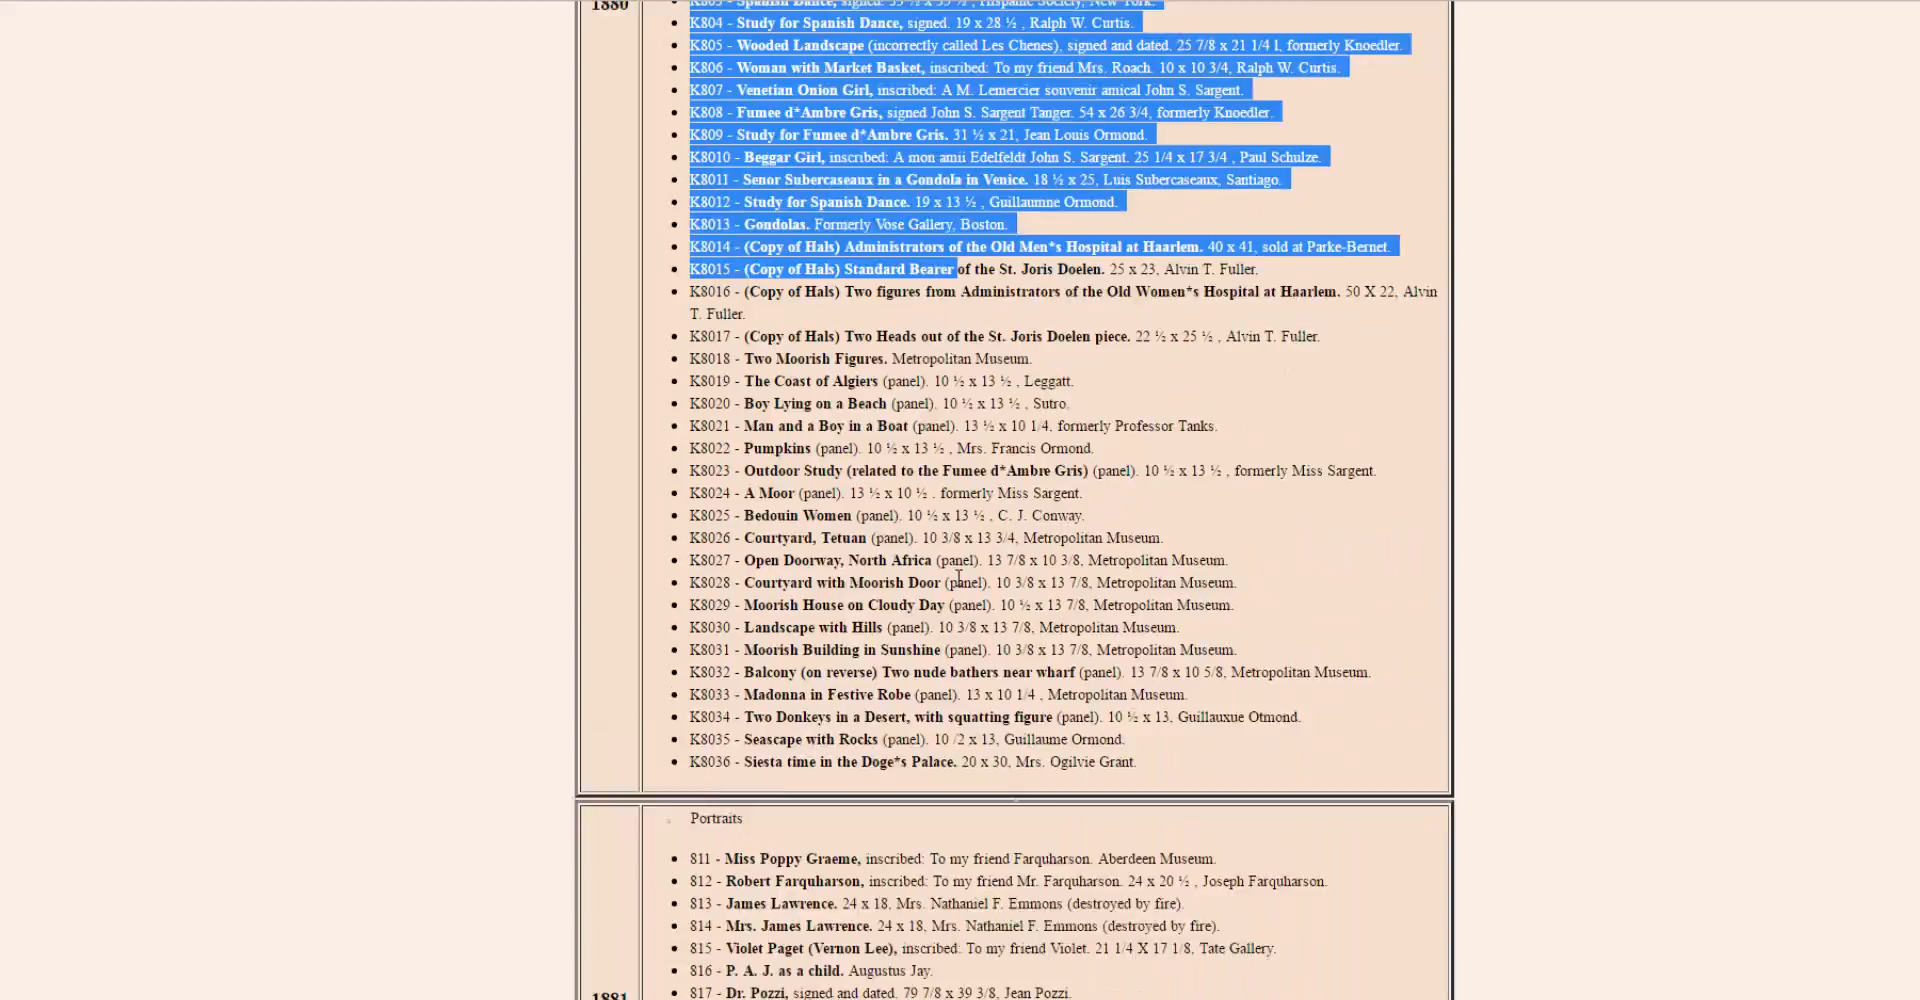 1880
K803 - Spanish Dance, signed. 35 ½ x 33 ½ , Hispanic Society, New York.
K804 - Study for Spanish Dance, signed. 19 x 28 ½ , Ralph W. Curtis.
K805 - Wooded Landscape (incorrectly called Les Chenes), signed and dated. 25 7/8 x 21 1/4 l, formerly Knoedler.
K806 - Woman with Market Basket, inscribed: To my friend Mrs. Roach. 10 x 10 3/4, Ralph W. Curtis.
K807 - Venetian Onion Girl, inscribed: A M. Lemercier souvenir amical John S. Sargent.
K808 - Fumee d*Ambre Gris, signed John S. Sargent Tanger. 54 x 26 3/4, formerly Knoedler.
K809 - Study for Fumee d*Ambre Gris. 31 ½ x 21, Jean Louis Ormond.
K8010 - Beggar Girl, inscribed: A mon amii Edelfeldt John S. Sargent. 25 1/4 x 17 3/4 , Paul Schulze.
K8011 - Senor Subercaseaux in a Gondola in Venice. 18 ½ x 25, Luis Subercaseaux, Santiago.
K8012 - Study for Spanish Dance. 19 x 13 ½ , Guillaumne Ormond.
K8013 - Gondolas. Formerly Vose Gallery, Boston.
K8014 - (Copy of Hals) Administrators of the Old Men*s Hospital at Haarlem. 40 x 41, sold at Parke-Bernet.
K8015 - (Copy of Hals) Standard Bearer of the St. Joris Doelen. 25 x 23, Alvin T. Fuller.
K8016 - (Copy of Hals) Two figures from Administrators of the Old Women*s Hospital at Haarlem. 50 X 22, Alvin
T. Fuller.
K8017 - (Copy of Hals) Two Heads out of the St. Joris Doelen piece. 22 ½ x 25 ½ , Alvin T. Fuller.
K8018 - Two Moorish Figures. Metropolitan Museum.
K8019 - The Coast of Algiers (panel). 10 ½ x 13 ½ , Leggatt.
K8020 - Boy Lying on a Beach (panel). 10 ½ x 13 ½ , Sutro.
K8021 - Man and a Boy in a Boat (panel). 13 ½ x 10 1/4, formerly Professor Tanks.
K8022 - Pumpkins (panel). 10 ½ x 13 ½ , Mrs. Francis Ormond.
K8023 - Outdoor Study (related to the Fumee d*Ambre Gris) (panel). 10 ½ x 13 ½ , formerly Miss Sargent.
K8024 - A Moor (panel). 13 ½ x 10 ½ . formerly Miss Sargent.
K8025 - Bedouin Women (panel). 10 ½ x 13 ½ , C. J. Conway.
K8026 - Courtyard, Tetuan (panel). 10 3/8 x 13 3/4, Metropolitan Museum.
K8027 - Open Doorway, North Africa (panel). 13 7/8 x 10 3/8, Metropolitan Museum.
K8028 - Courtyard with Moorish Door (panel). 10 3/8 x 13 7/8, Metropolitan Museum.
K8029 - Moorish House on Cloudy Day (panel). 10 ½ x 13 7/8, Metropolitan Museum.
K8030 - Landscape with Hills (panel). 10 3/8 x 13 7/8, Metropolitan Museum.
K8031 - Moorish Building in Sunshine (panel). 10 3/8 x 13 7/8, Metropolitan Museum.
K8032 - Balcony (on reverse) Two nude bathers near wharf (panel). 13 7/8 x 10 5/8, Metropolitan Museum.
K8033 - Madonna in Festive Robe (panel). 13 x 10 1/4 , Metropolitan Museum.
K8034 - Two Donkeys in a Desert, with squatting figure (panel). 10 ½ x 13, Guillauxue Otmond.
K8035 - Seascape with Rocks (panel). 10 /2 x 13, Guillaume Ormond.
K8036 - Siesta time in the Doge*s Palace. 20 x 30, Mrs. Ogilvie Grant.
Portraits
811 - Miss Poppy Graeme, inscribed: To my friend Farquharson. Aberdeen Museum.
812 - Robert Farquharson, inscribed: To my friend Mr. Farquharson. 24 x 20 ½ , Joseph Farquharson.
813 - James Lawrence. 24 x 18, Mrs. Nathaniel F. Emmons (destroyed by fire).
814 - Mrs. James Lawrence. 24 x 18, Mrs. Nathaniel F. Emmons (destroyed by fire).
815 - Violet Paget (Vernon Lee), inscribed: To my friend Violet. 21 1/4 X 17 1/8, Tate Gallery.
816 - P. A. J. as a child. Augustus Jay.
817 - Dr. Pozzi, signed and dated. 79 7/8 x 39 3/8, Jean Pozzi.
1881